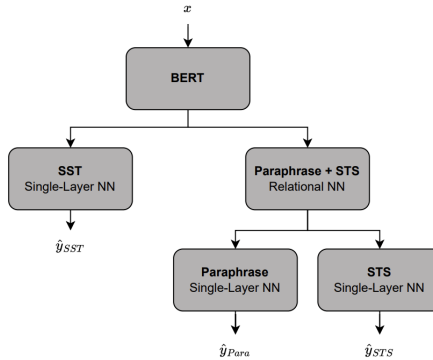 x
BERT
SST
Single-Layer NN
Paraphrase + STS
Relational NN
ŷ_SST
Paraphrase
Single-Layer NN
STS
Single-Layer NN
ŷ_Para
ŷ_STS